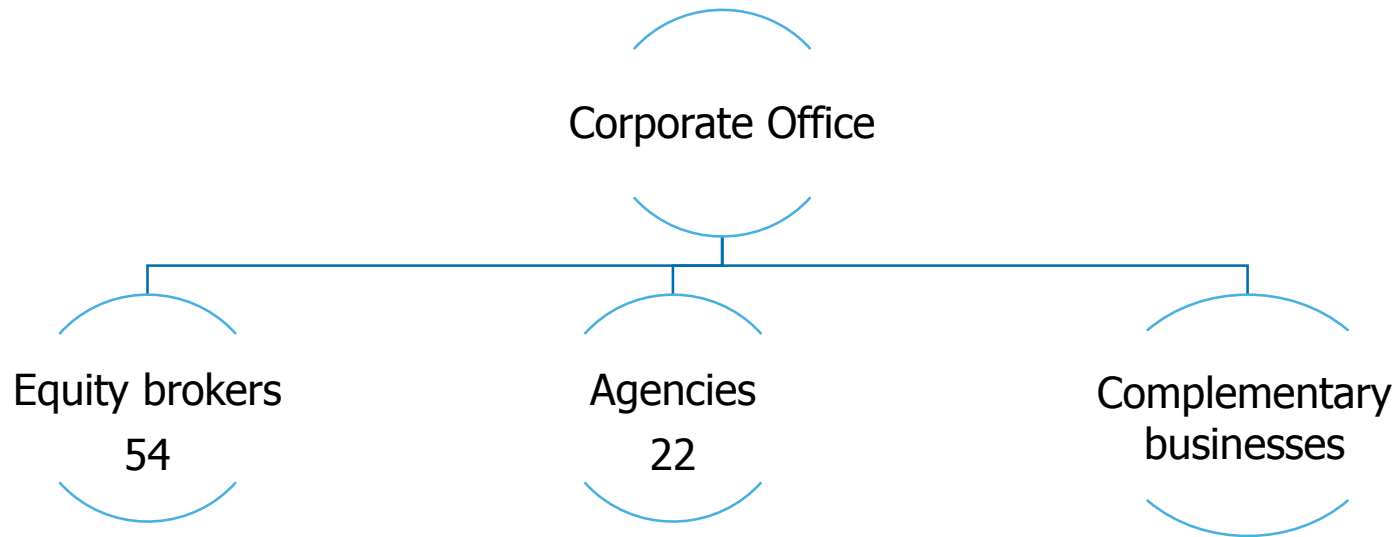 Corporate Office
Equity brokers
54
Agencies
22
Complementary
businesses